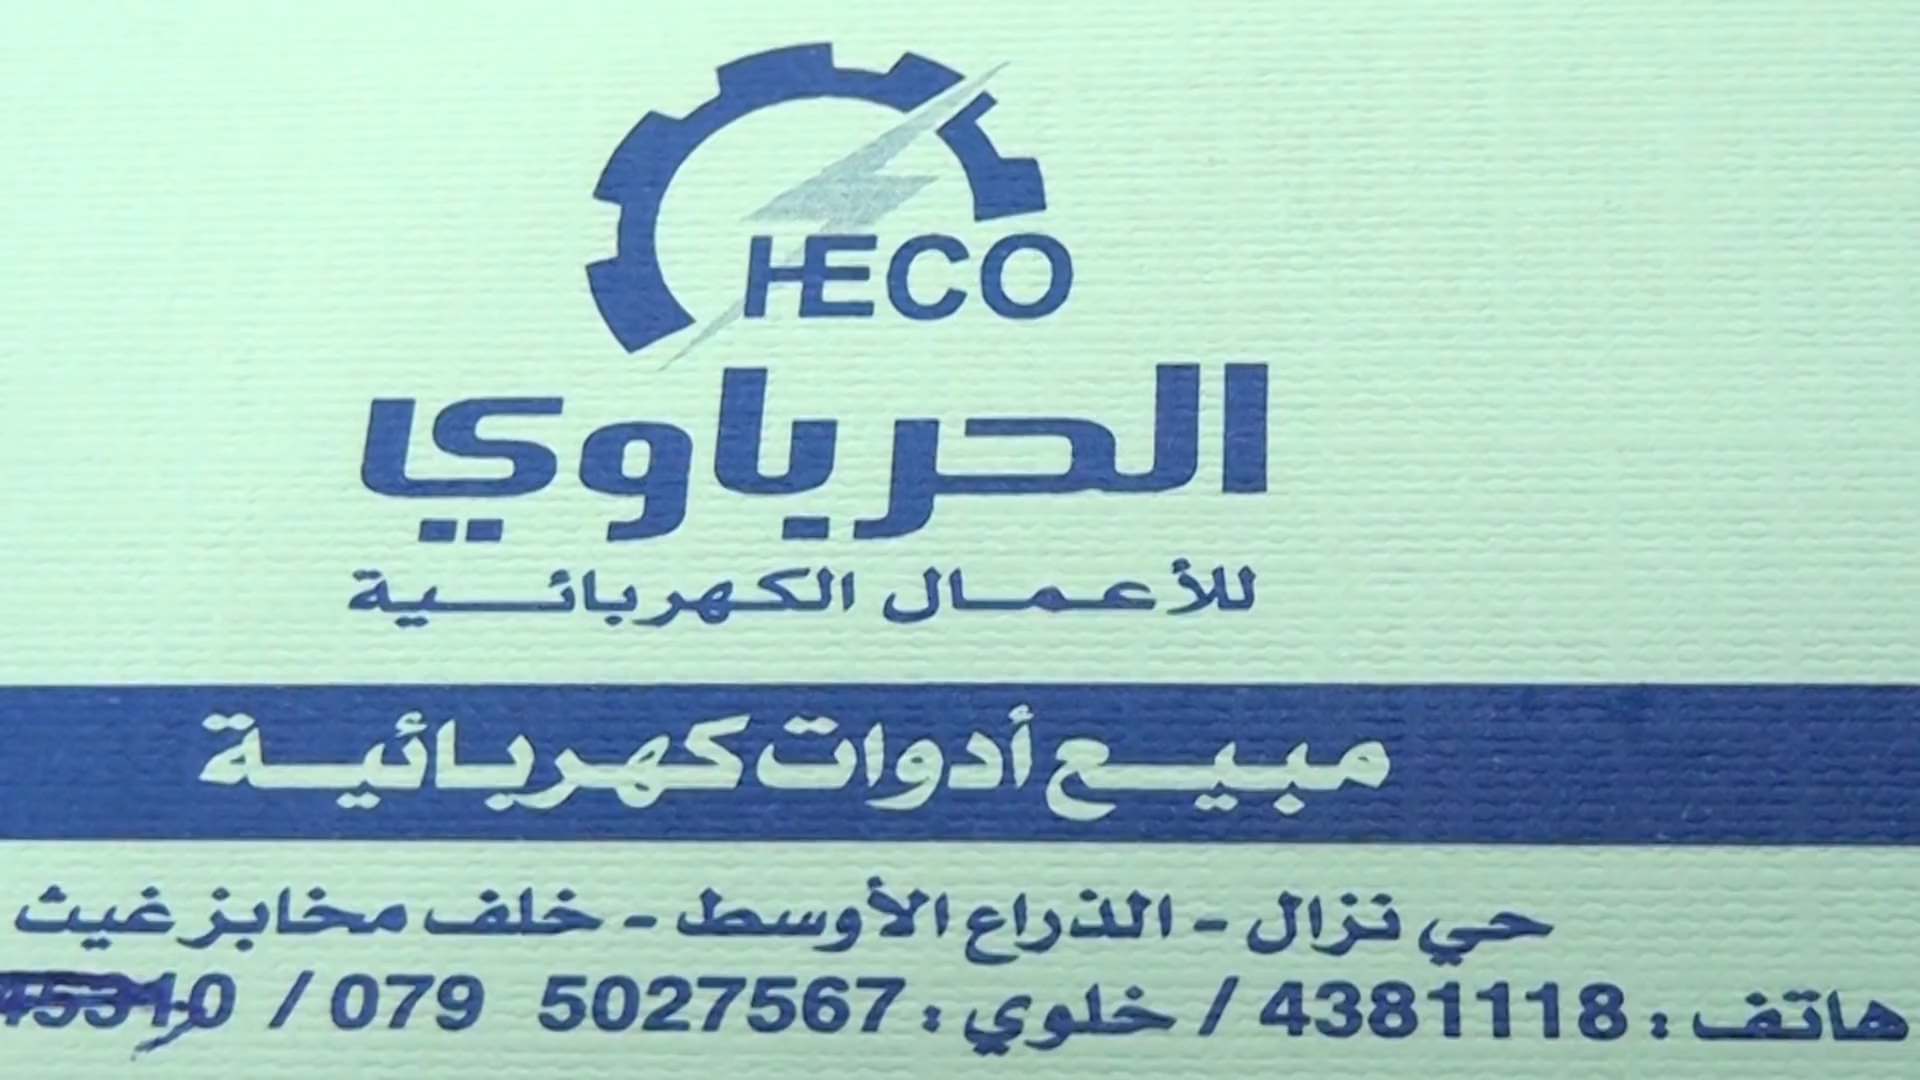 HECO
الحرباوي
للأعمال الكهربائية
مبيع أدوات كهربائية
حي نزال - الذراع الأوسط - خلف مخابز غيث
هاتف : 4381118 / خلوي : 5027567 079 /